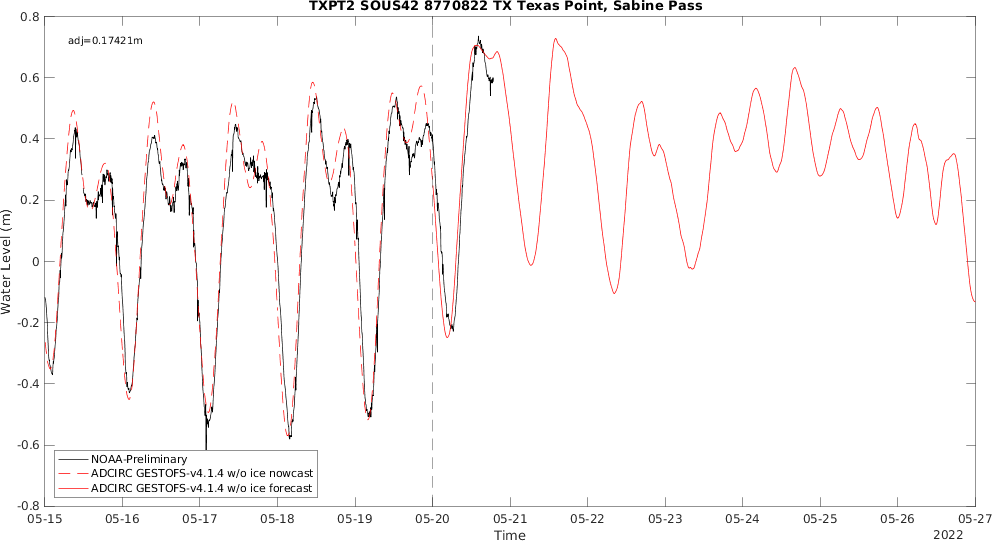 TXPT2 SOUS42 8770822 TX Texas Point, Sabine Pass
adj=0.17421m
0.8
0.6
0.4
0.2
0
-0.2
-0.4
-0.6
-0.8
Water Level (m)
NOAA-Preliminary
ADCIRC GESTOFS-v4.1.4 w/o ice nowcast
ADCIRC GESTOFS-v4.1.4 w/o ice forecast
05-15 05-16 05-17 05-18 05-19 05-20 05-21 05-22 05-23 05-24 05-25 05-26 05-27
Time
2022